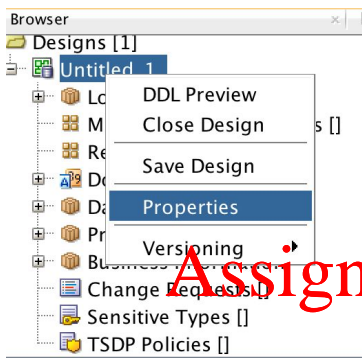 Browser
Designs [1]
Untitled_1
DDL Preview
Close Design
s []
Save Design
Properties
Versioning
Change Requests []
Sensitive Types []
TSDP Policies []
Assign